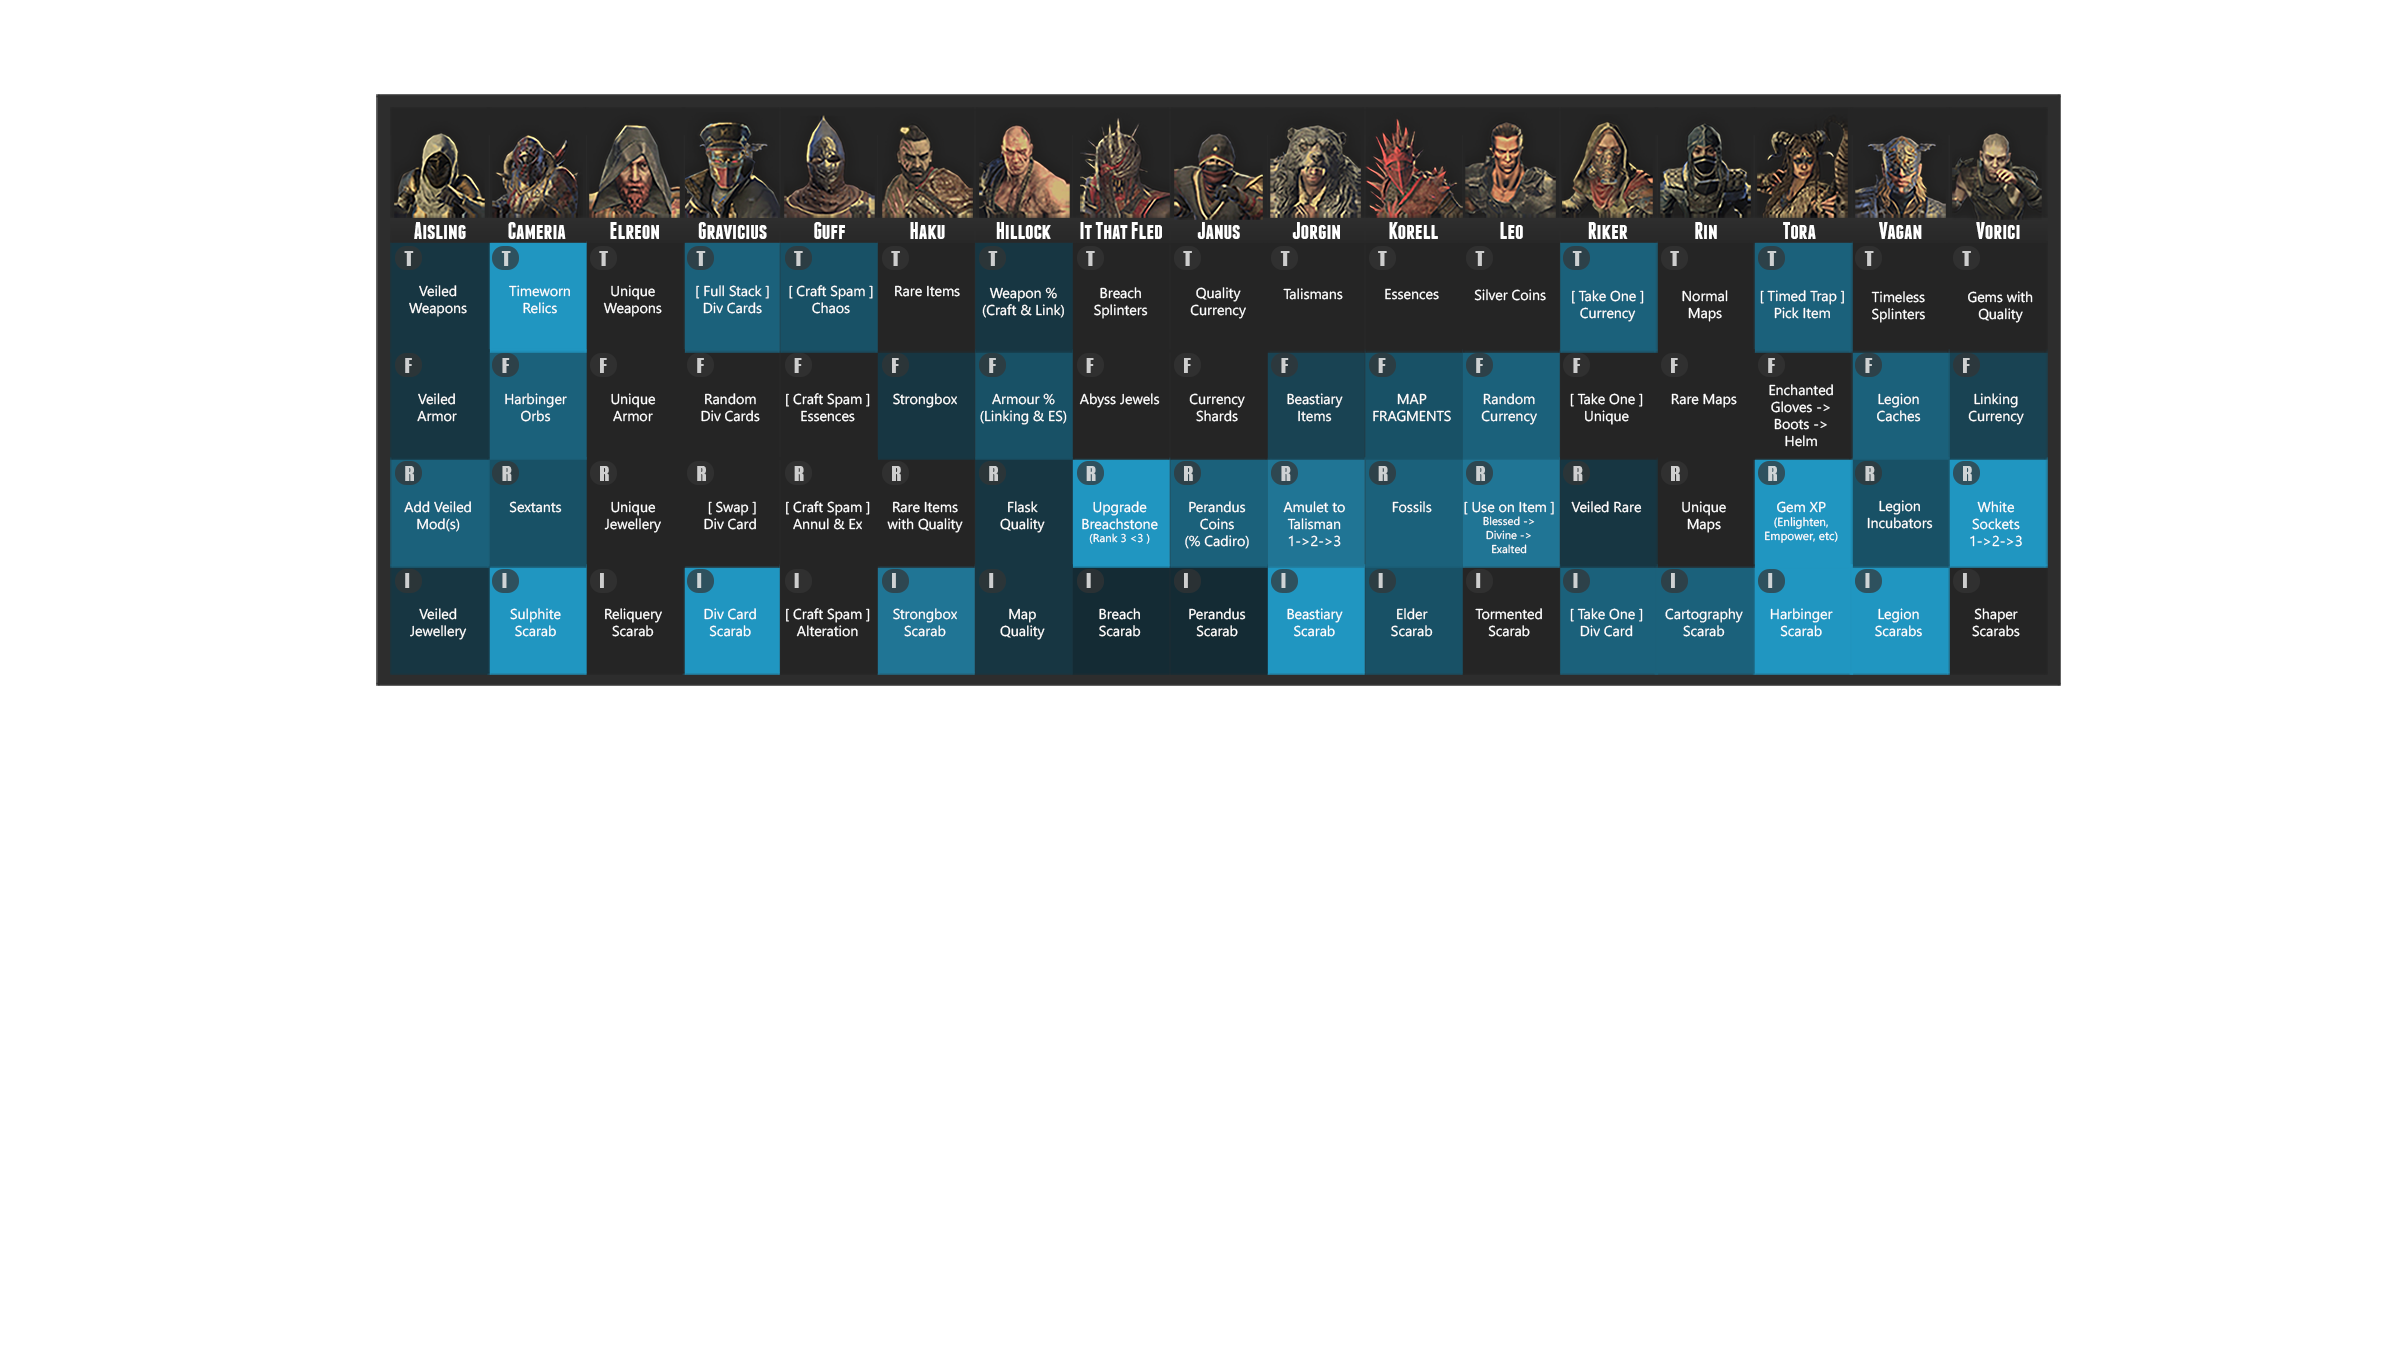 AISLING CAMERIA ELREON GRAVICIUS GUFF HAKU HILLOCK IT THAT FLED JANUS JORGIN KORELL LEO RIKER RIN TORA VAGAN VORICI
T
Veiled
Weapons
T
Timeworn
Relics
T
Unique
Weapons
T
[ Full Stack ]
Div Cards
T
[ Craft Spam ]
Chaos
T
Rare Items
T
Weapon %
(Craft & Link)
T
Breach
Splinters
T
Quality
Currency
T
Talismans
T
Essences
T
Silver Coins
T
[ Take One ]
Currency
T
Normal
Maps
T
[ Timed Trap ]
Pick Item
T
Timeless
Splinters
T
Gems with
Quality
F
Veiled
Armor
F
Harbinger
Orbs
F
Unique
Armor
F
Random
Div Cards
F
[ Craft Spam ]
Essences
F
Strongbox
F
Armour %
(Linking & ES)
F
Abyss Jewels
F
Currency
Shards
F
Beastiary
Items
F
MAP
FRAGMENTS
F
Random
Currency
F
[ Take One ]
Unique
F
Rare Maps
F
Enchanted
Gloves ->
Boots ->
Helm
F
Legion
Caches
F
Linking
Currency
R
Add Veiled
Mod(s)
R
Sextants
R
Unique
Jewellery
R
[ Swap ]
Div Card
R
[ Craft Spam ]
Annul & Ex
R
Rare Items
with Quality
R
Flask
Quality
R
Upgrade
Breachstone
(Rank 3 <3 )
R
Perandus
Coins
(% Cadiro)
R
Amulet to
Talisman
1->2->3
R
Fossils
R
[ Use on Item ]
Blessed ->
Divine ->
Exalted
R
Veiled Rare
R
Unique
Maps
R
Gem XP
(Enlighten,
Empower, etc)
R
Legion
Incubators
R
White
Sockets
1->2->3
I
Veiled
Jewellery
I
Sulphite
Scarab
I
Reliquery
Scarab
I
Div Card
Scarab
I
[ Craft Spam ]
Alteration
I
Strongbox
Scarab
I
Map
Quality
I
Breach
Scarab
I
Perandus
Scarab
I
Beastiary
Scarab
I
Elder
Scarab
I
Tormented
Scarab
I
[ Take One ]
Div Card
I
Cartography
Scarab
I
Harbinger
Scarab
I
Legion
Scarabs
I
Shaper
Scarabs